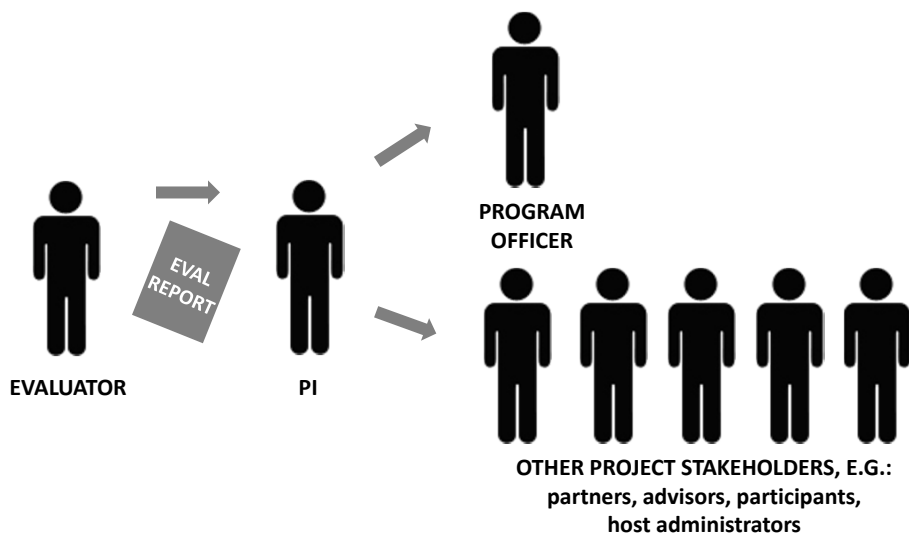 EVALUATOR
EVAL
REPORT
PI
PROGRAM
OFFICER
OTHER PROJECT STAKEHOLDERS, E.G.:
partners, advisors, participants,
host administrators